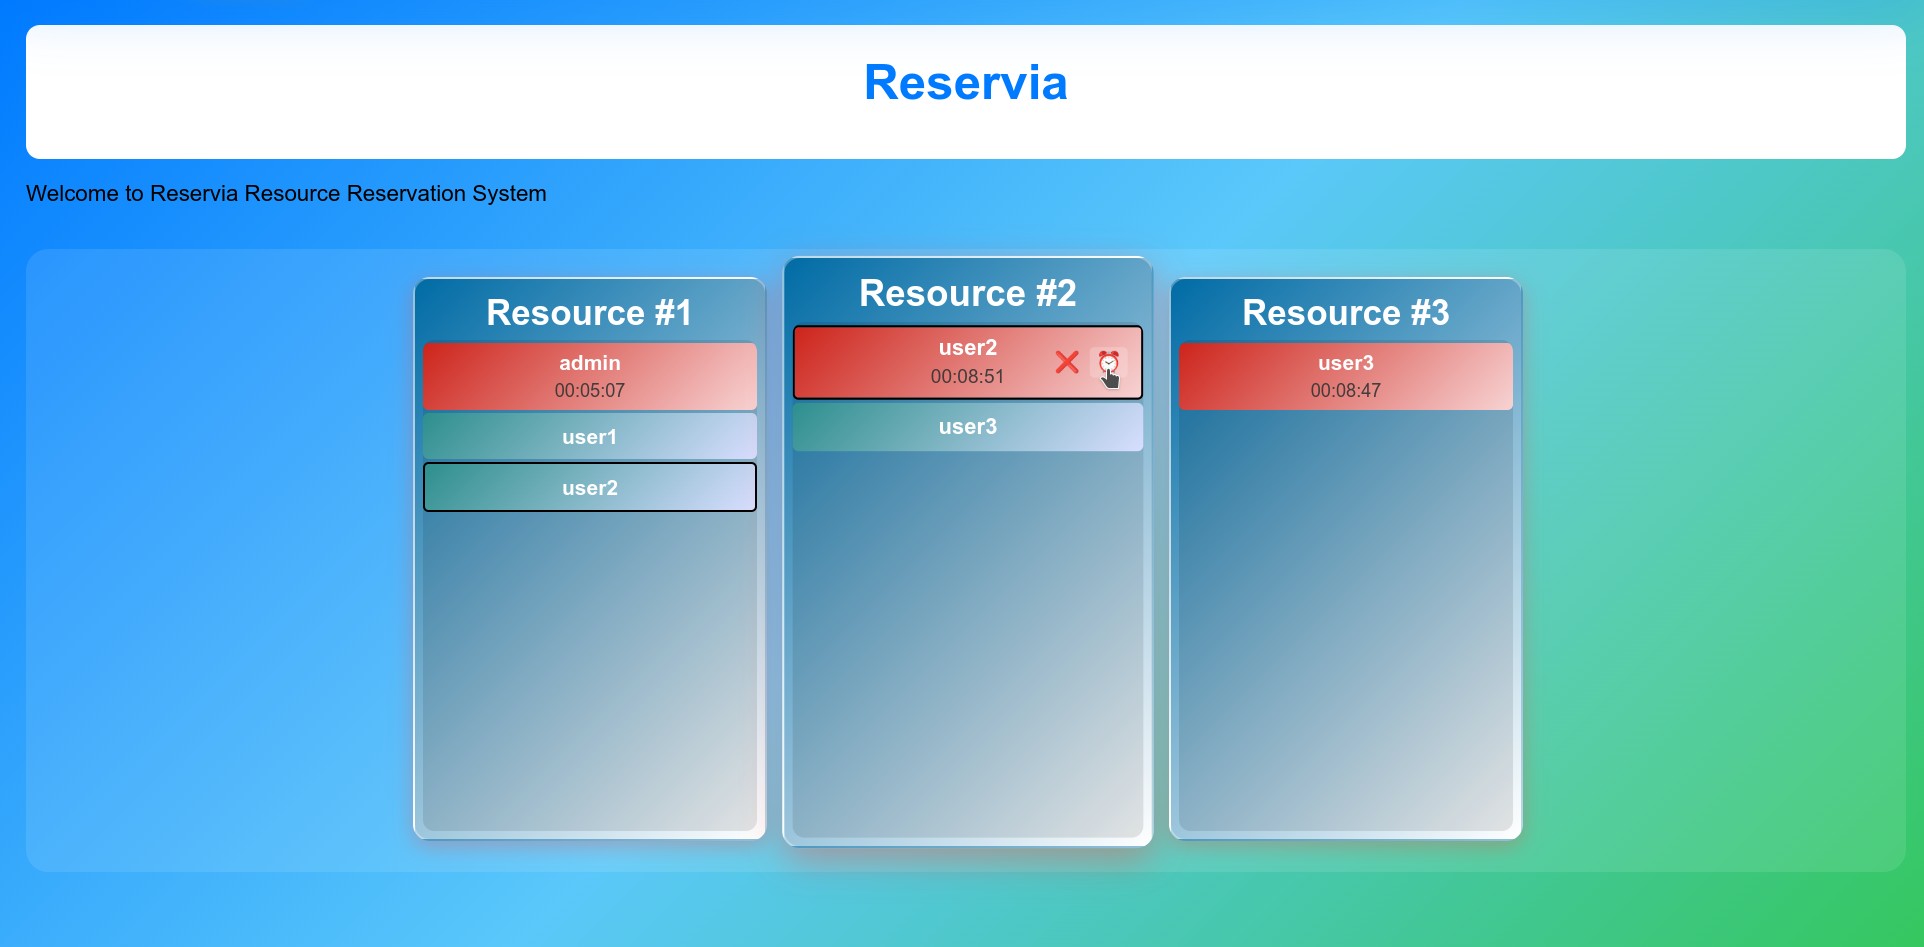 Reservia
Welcome to Reservia Resource Reservation System
Resource #1
admin
00:05:07
user1
user2
Resource #2
user2
00:08:51
user3
Resource #3
user3
00:08:47